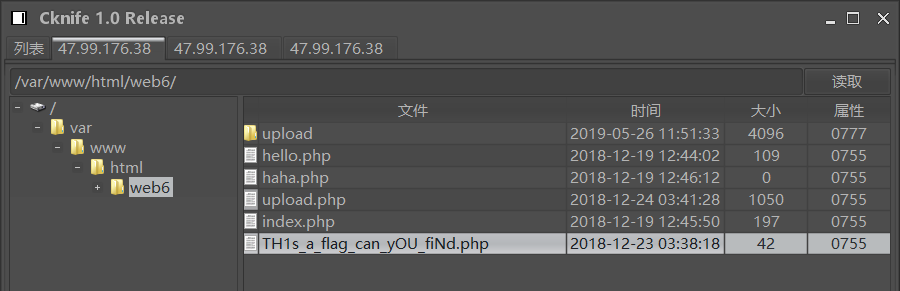 Cknife 1.0 Release
列表 47.99.176.38 47.99.176.38 47.99.176.38
/var/www/html/web6/ 读取
/
var
www
html
web6
文件 时间 大小 属性
upload 2019-05-26 11:51:33 4096 0777
hello.php 2018-12-19 12:44:02 109 0755
haha.php 2018-12-19 12:46:12 0 0755
upload.php 2018-12-24 03:41:28 1050 0755
index.php 2018-12-19 12:45:50 197 0755
TH1s_a_flag_can_yOU_fiNd.php 2018-12-23 03:38:18 42 0755